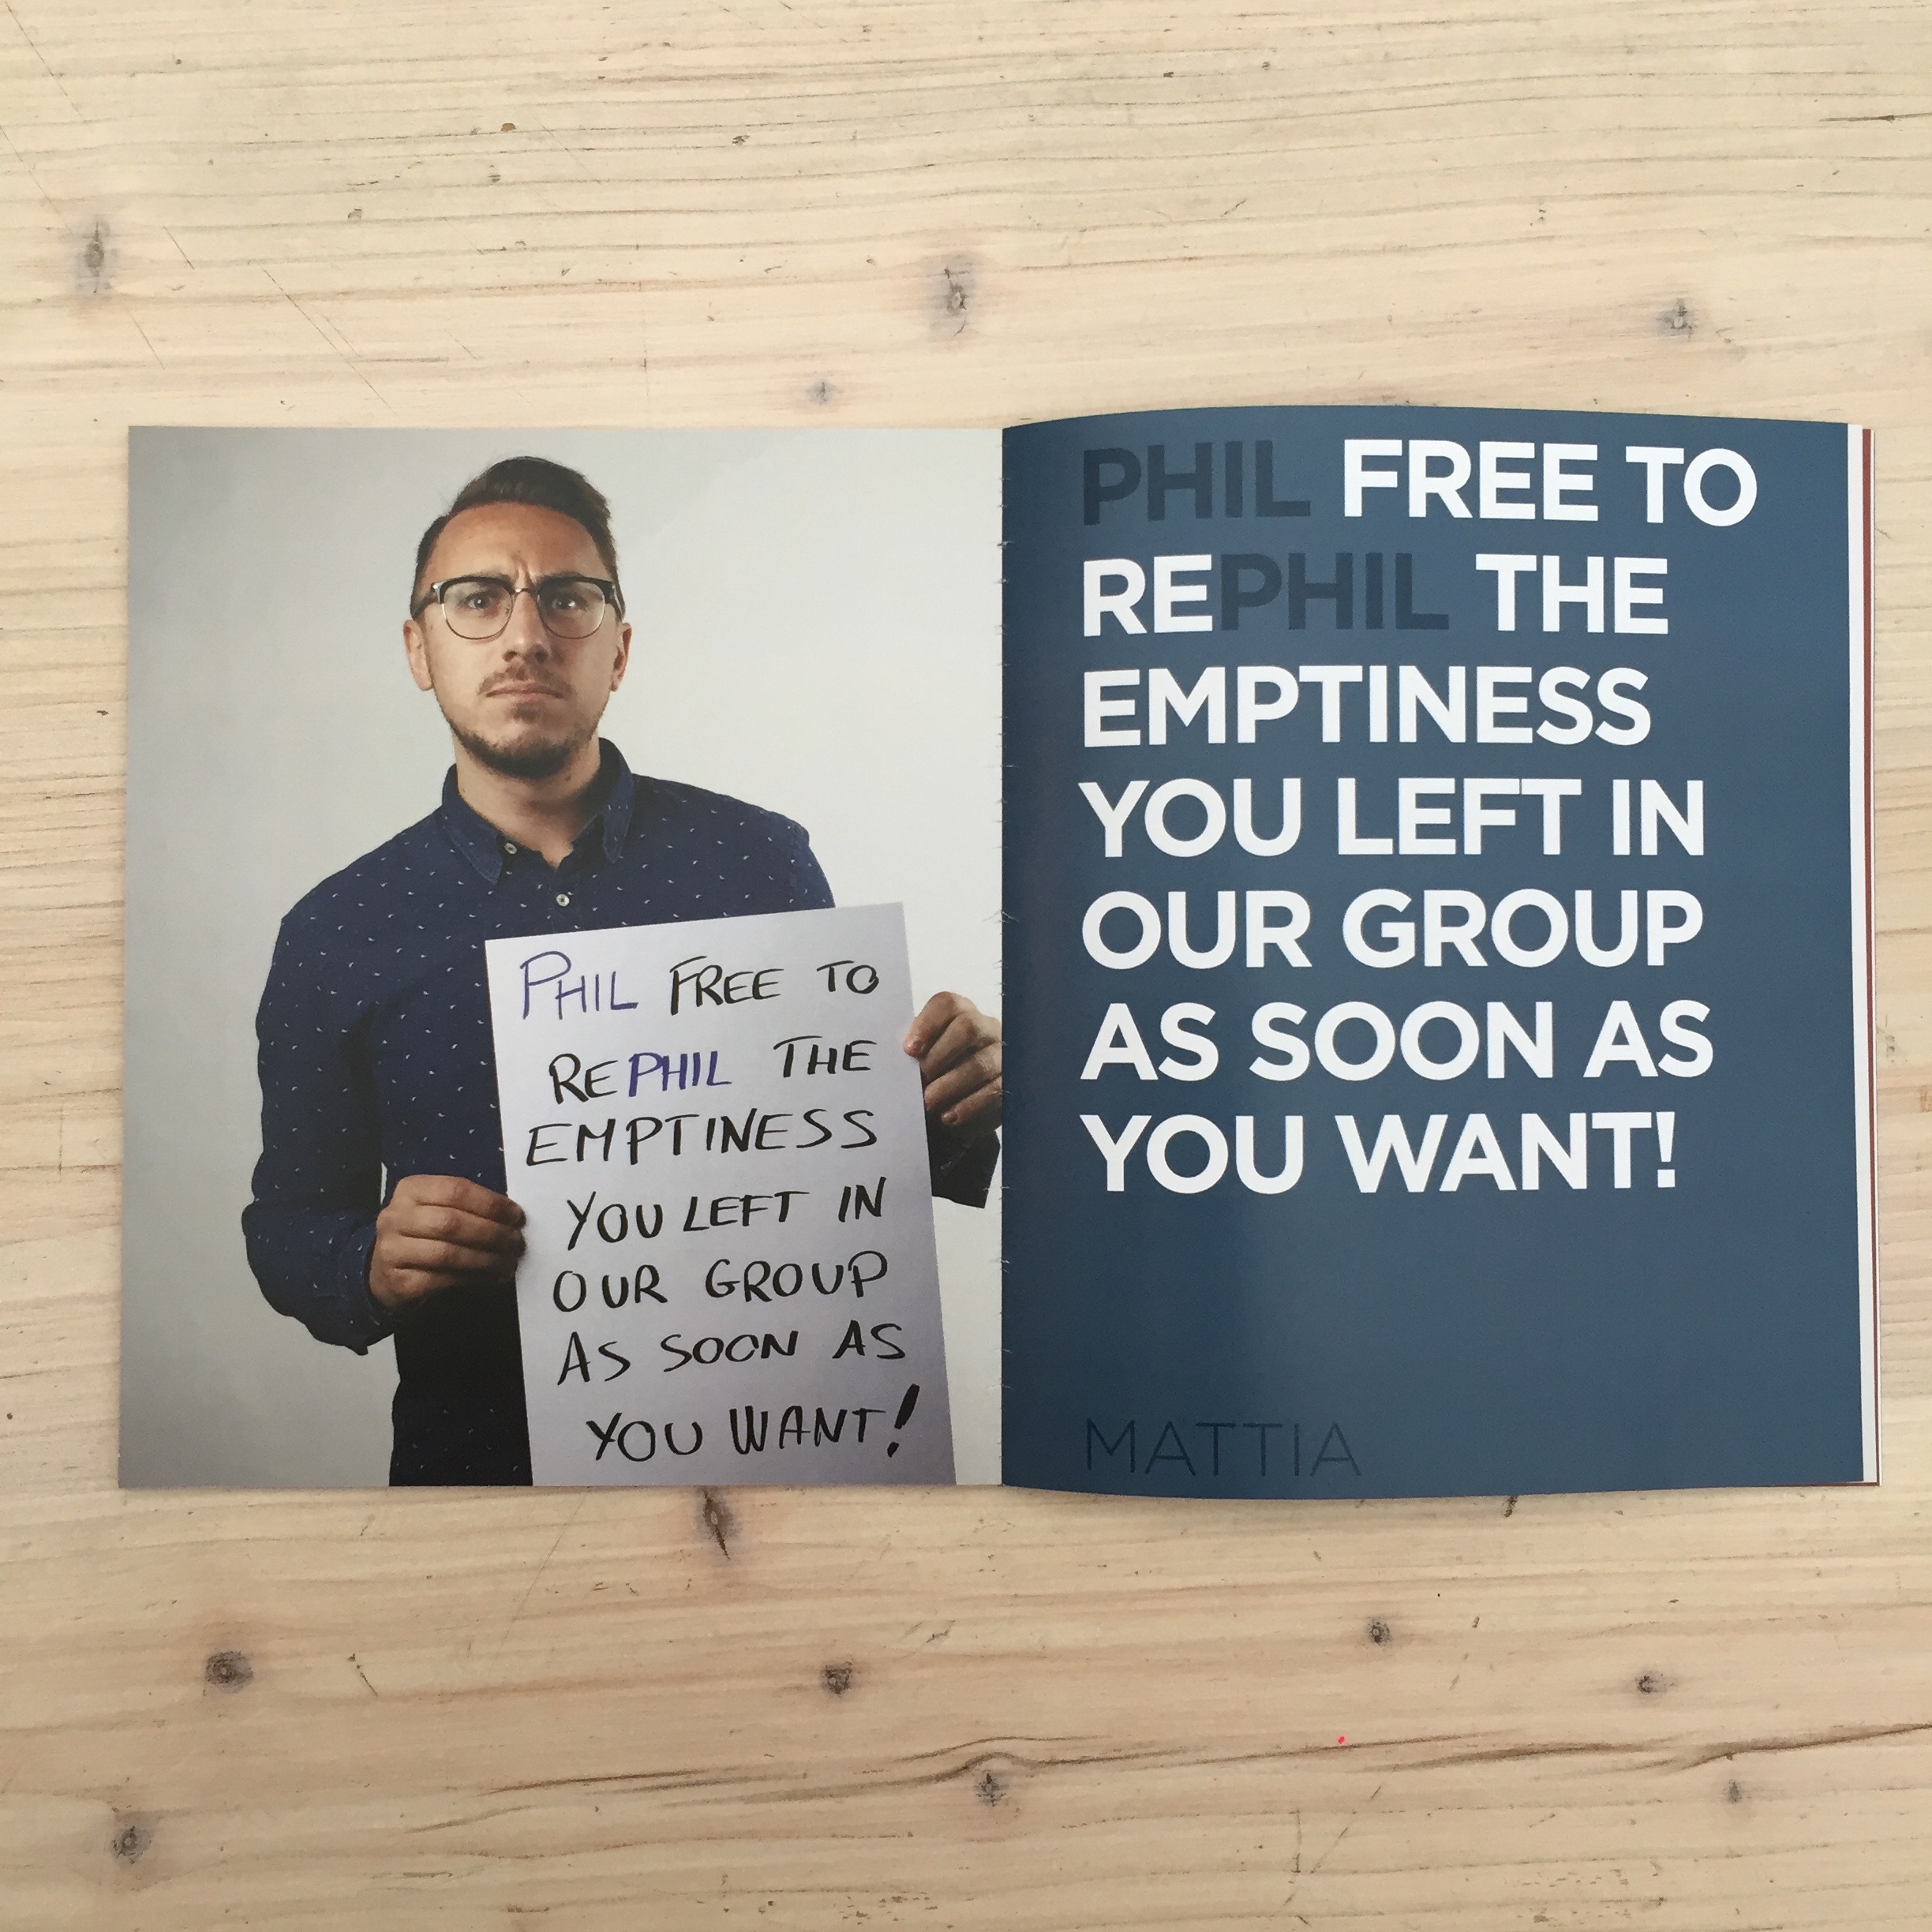 PHIL FREE TO
REPHIL THE
EMPTINESS
YOU LEFT IN
OUR GROUP
AS SOON AS
YOU WANT!
PHIL FREE TO
REPHIL THE
EMPTINESS
YOU LEFT IN
OUR GROUP
AS SOON AS
YOU WANT!
MATTIA